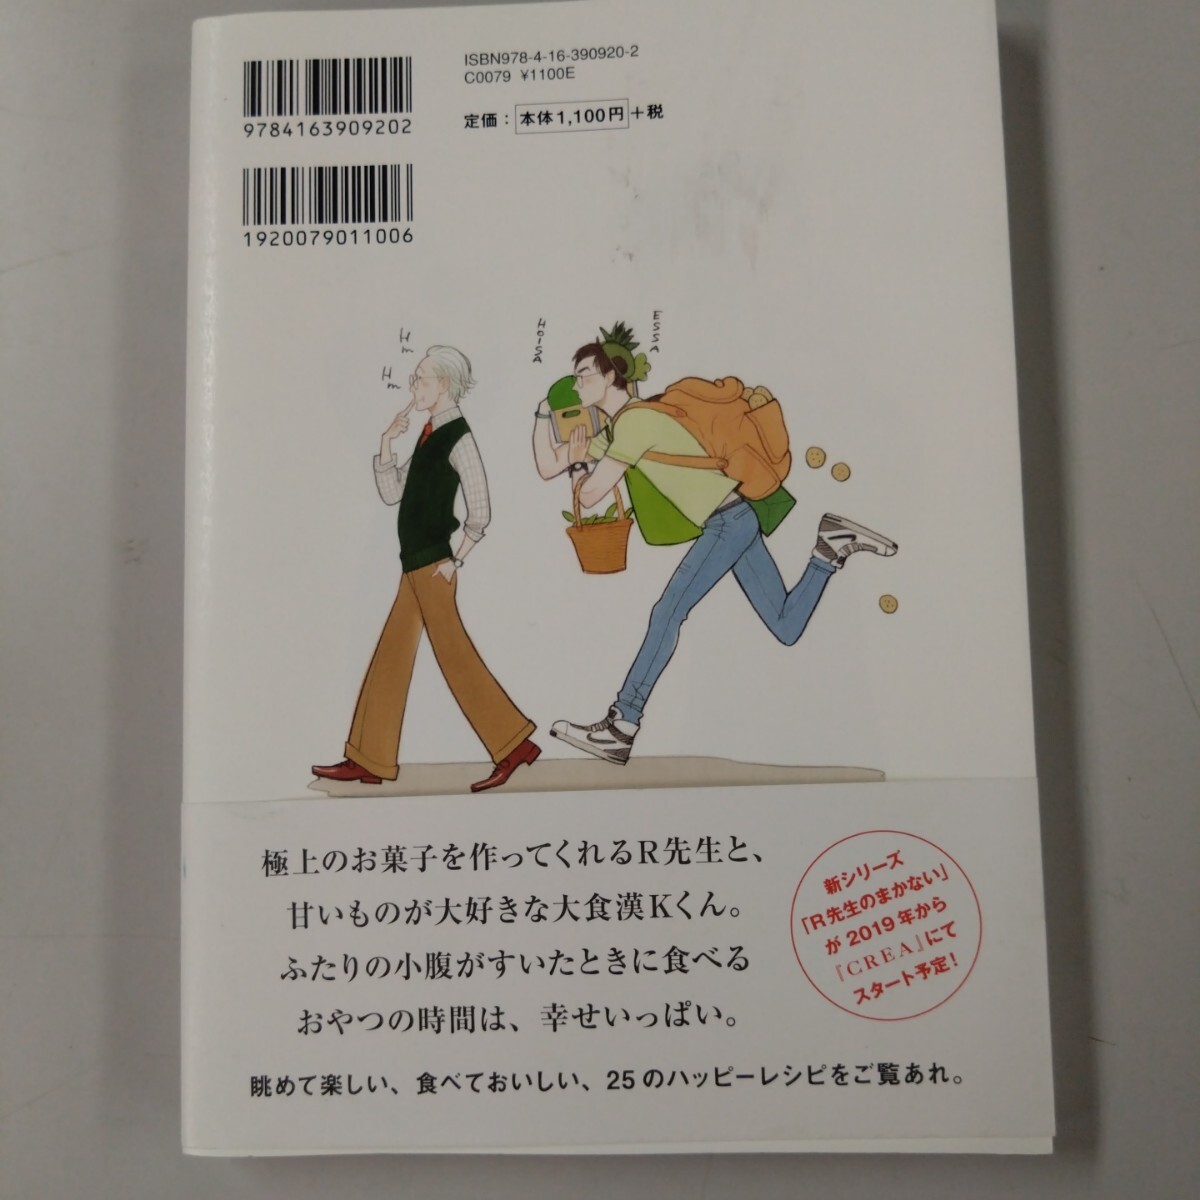 ISBN978-4-16-390920-2
C0079 ¥1100E
定価：本体1,100円+税
9784163909202
1920079011006
Hm
Hm
HOISA
ESSA
極上のお菓子を作ってくれるR先生と、
甘いものが大好きな大食漢Kくん。
ふたりの小腹がすいたときに食べる
おやつの時間は、幸せいっぱい。
眺めて楽しい、食べておいしい、25のハッピーレシピをご覧あれ。
新シリーズ
「R先生のまかない」
が2019年から
『CREA』にて
スタート予定！